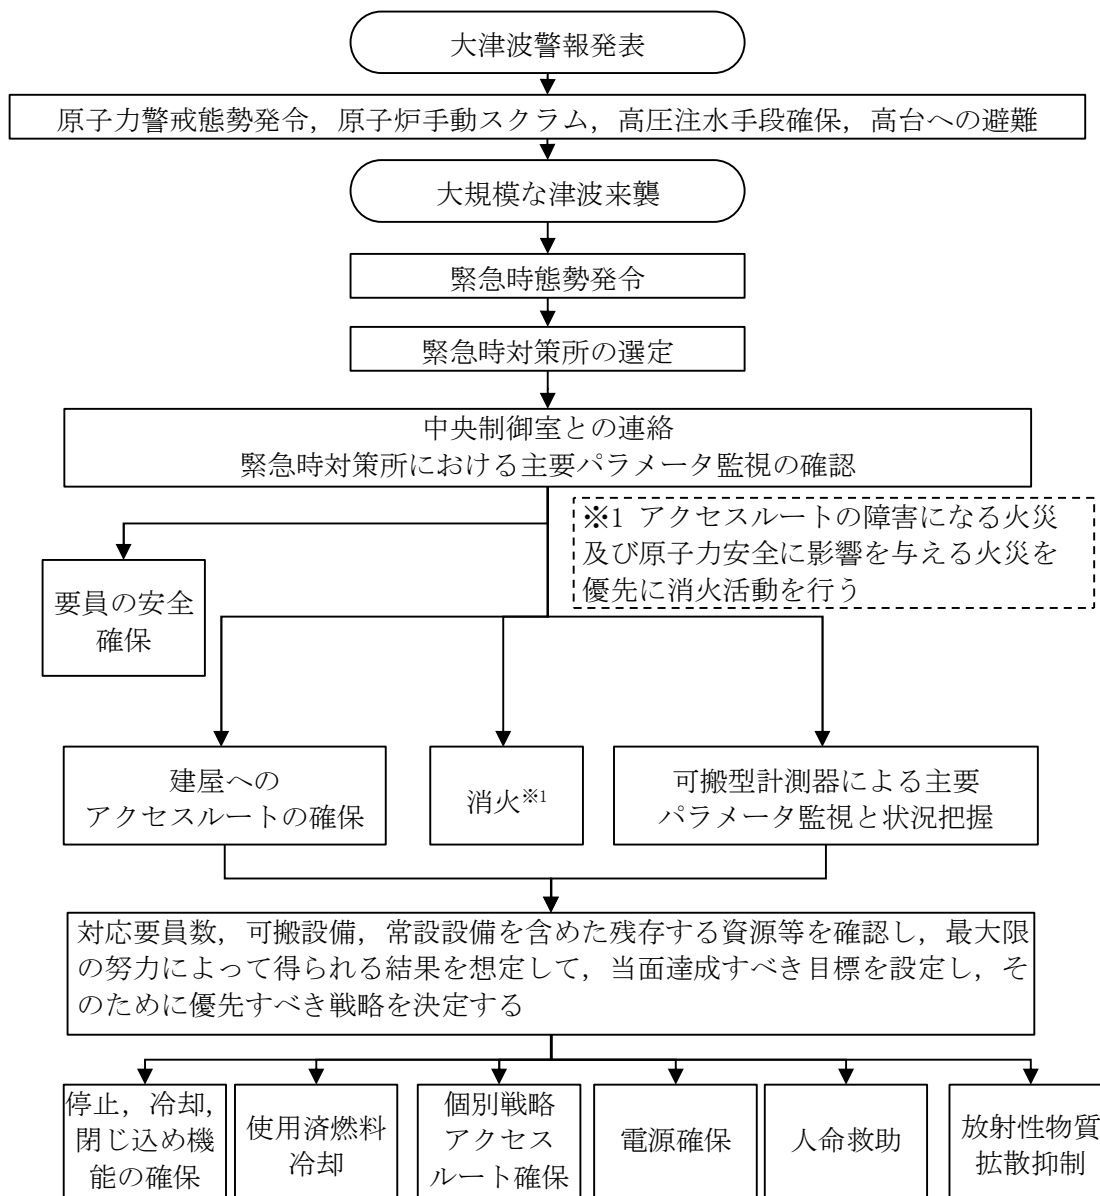 大津波警報発表
原子力警戒態勢発令，原子炉手動スクラム，高圧注水手段確保，高台への避難
大規模な津波来襲
緊急時態勢発令
緊急時対策所の選定
中央制御室との連絡
緊急時対策所における主要パラメータ監視の確認
※1 アクセスルートの障害になる火災
及び原子力安全に影響を与える火災を
優先に消火活動を行う
要員の安全
確保
建屋への
アクセスルートの確保
消火※1
可搬型計測器による主要
パラメータ監視と状況把握
対応要員数，可搬設備，常設設備を含めた残存する資源等を確認し，最大限
の努力によって得られる結果を想定して，当面達成すべき目標を設定し，そ
のために優先すべき戦略を決定する
停止，冷却，
閉じ込め機
能の確保
使用済燃料
冷却
個別戦略
アクセス
ルート確保
電源確保
人命救助
放射性物質
拡散抑制